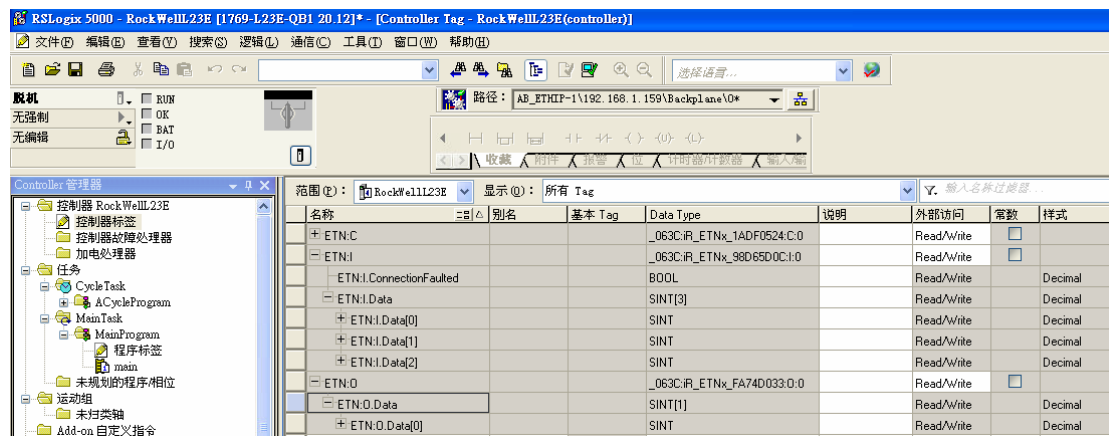 RSLogix 5000 - RockWellL23E [1769-L23E-QB1 20.12]* - [Controller Tag - RockWellL23E(controller)]
文件(F) 编辑(E) 查看(V) 搜索(S) 逻辑(L) 通信(C) 工具(T) 窗口(W) 帮助(H)
选择语言...
脱机 RUN
无强制 OK
无编辑 BAT
I/O
路径： AB_ETHIP-1\192.168.1.159\Backplane\0*
收藏 附件 报警 位 计时器/计数器 输入/输
Controller 管理器
控制器 RockWellL23E
控制器标签
控制器故障处理器
加电处理器
任务
CycleTask
ACycleProgram
MainTask
MainProgram
程序标签
main
未规划的程序/相位
运动组
未归类轴
Add-on 自定义指令
范围(C)： RockWellL23E 显示(Q)： 所有 Tag 输入名称过滤器...
名称 别名 基本 Tag Data Type 说明 外部访问 常数 样式
ETN:C _063C:iR_ETNx_1ADF0524:C:0 Read/Write
ETN:I _063C:iR_ETNx_98D65D0C:I:0 Read/Write
ETN:I.ConnectionFaulted BOOL Read/Write Decimal
ETN:I.Data SINT[3] Read/Write Decimal
ETN:I.Data[0] SINT Read/Write Decimal
ETN:I.Data[1] SINT Read/Write Decimal
ETN:I.Data[2] SINT Read/Write Decimal
ETN:O _063C:iR_ETNx_FA74D033:O:0 Read/Write
ETN:O.Data SINT[1] Read/Write Decimal
ETN:O.Data[0] SINT Read/Write Decimal